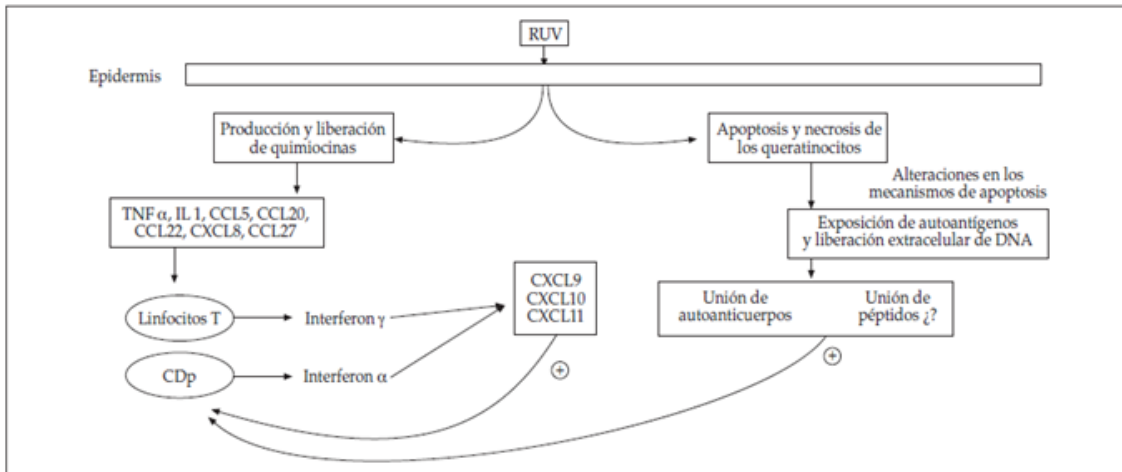 RUV
Epidermis
Producción y liberación
de quimiocinas
Apoptosis y necrosis de
los queratinocitos
Alteraciones en los
mecanismos de apoptosis
TNF α, IL 1, CCL5, CCL20,
CCL22, CXCL8, CCL27
Exposición de autoantígenos
y liberación extracelular de DNA
CXCL9
CXCL10
CXCL11
Unión de
autoanticuerpos
Unión de
péptidos ¿?
Linfocitos T
Interferon γ
CDp
Interferon α
+
+